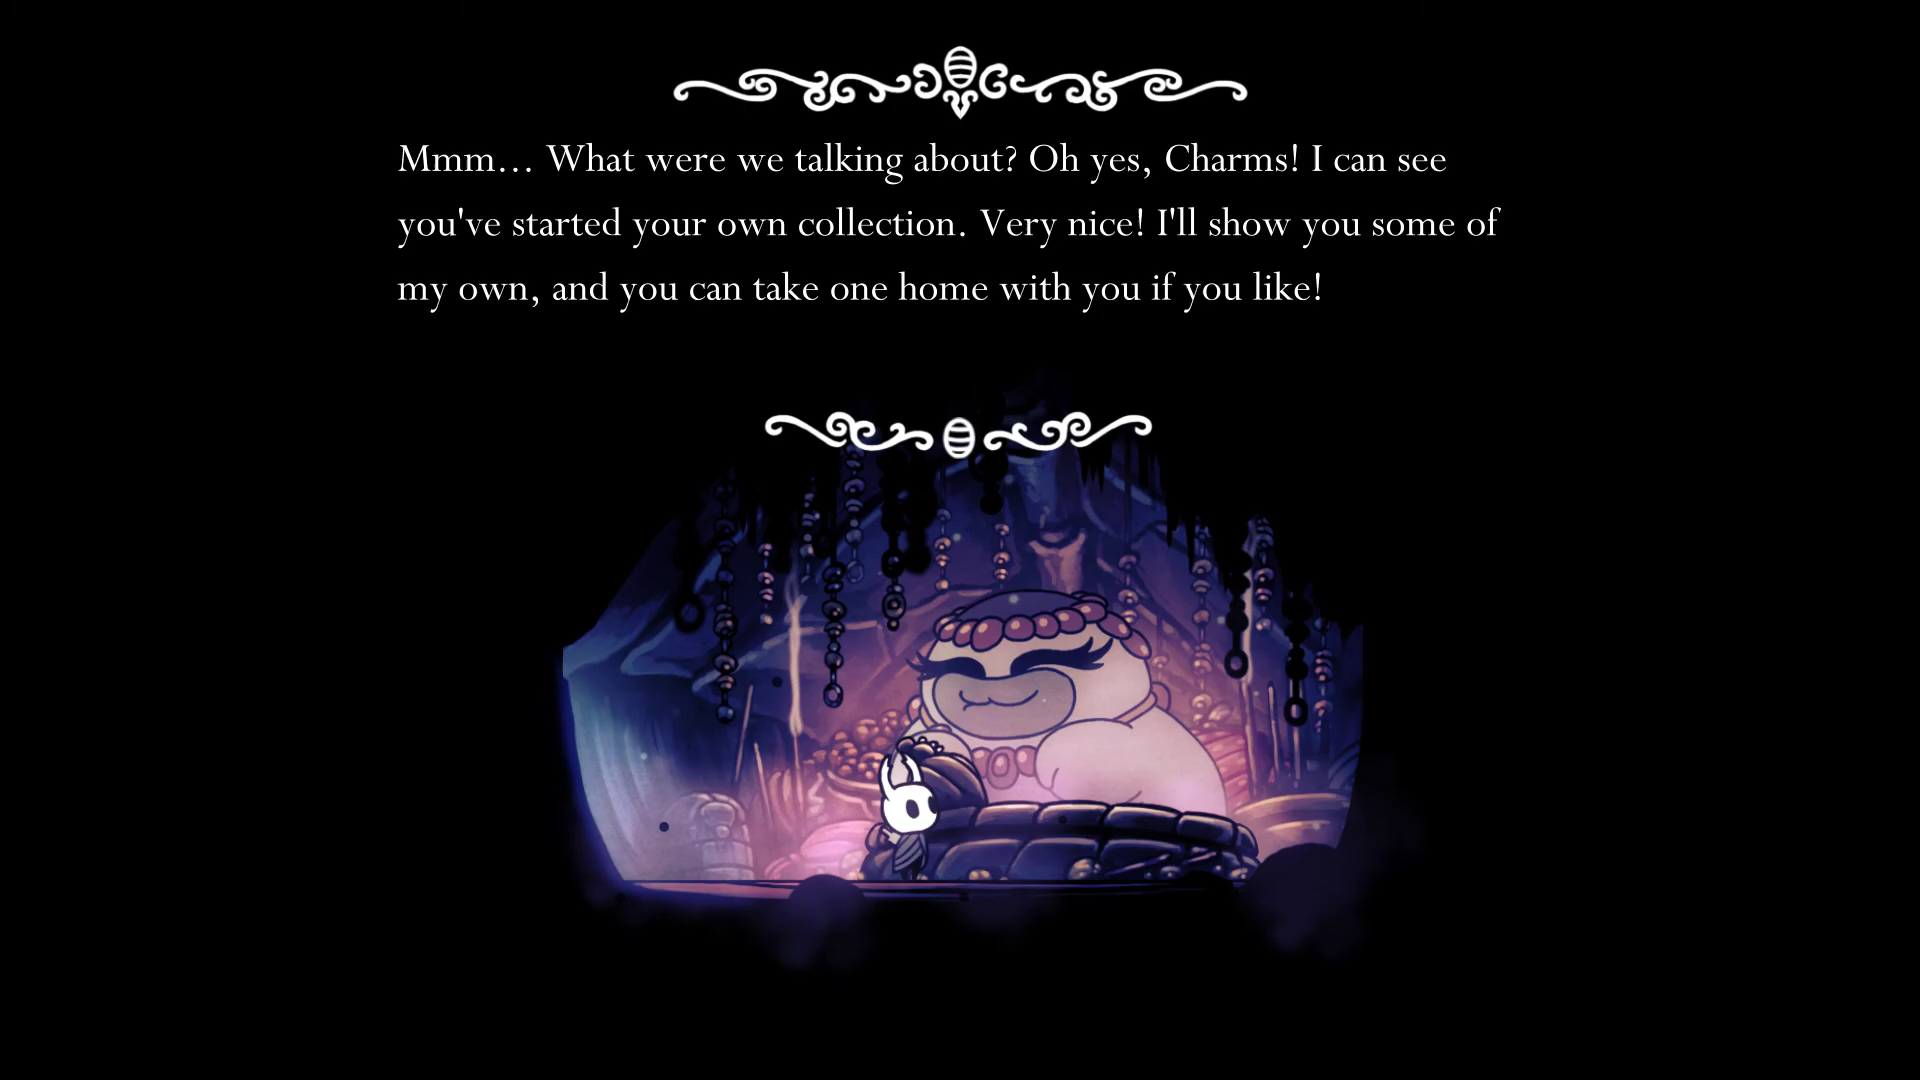 Mmm... What were we talking about? Oh yes, Charms! I can see
you've started your own collection. Very nice! I'll show you some of
my own, and you can take one home with you if you like!